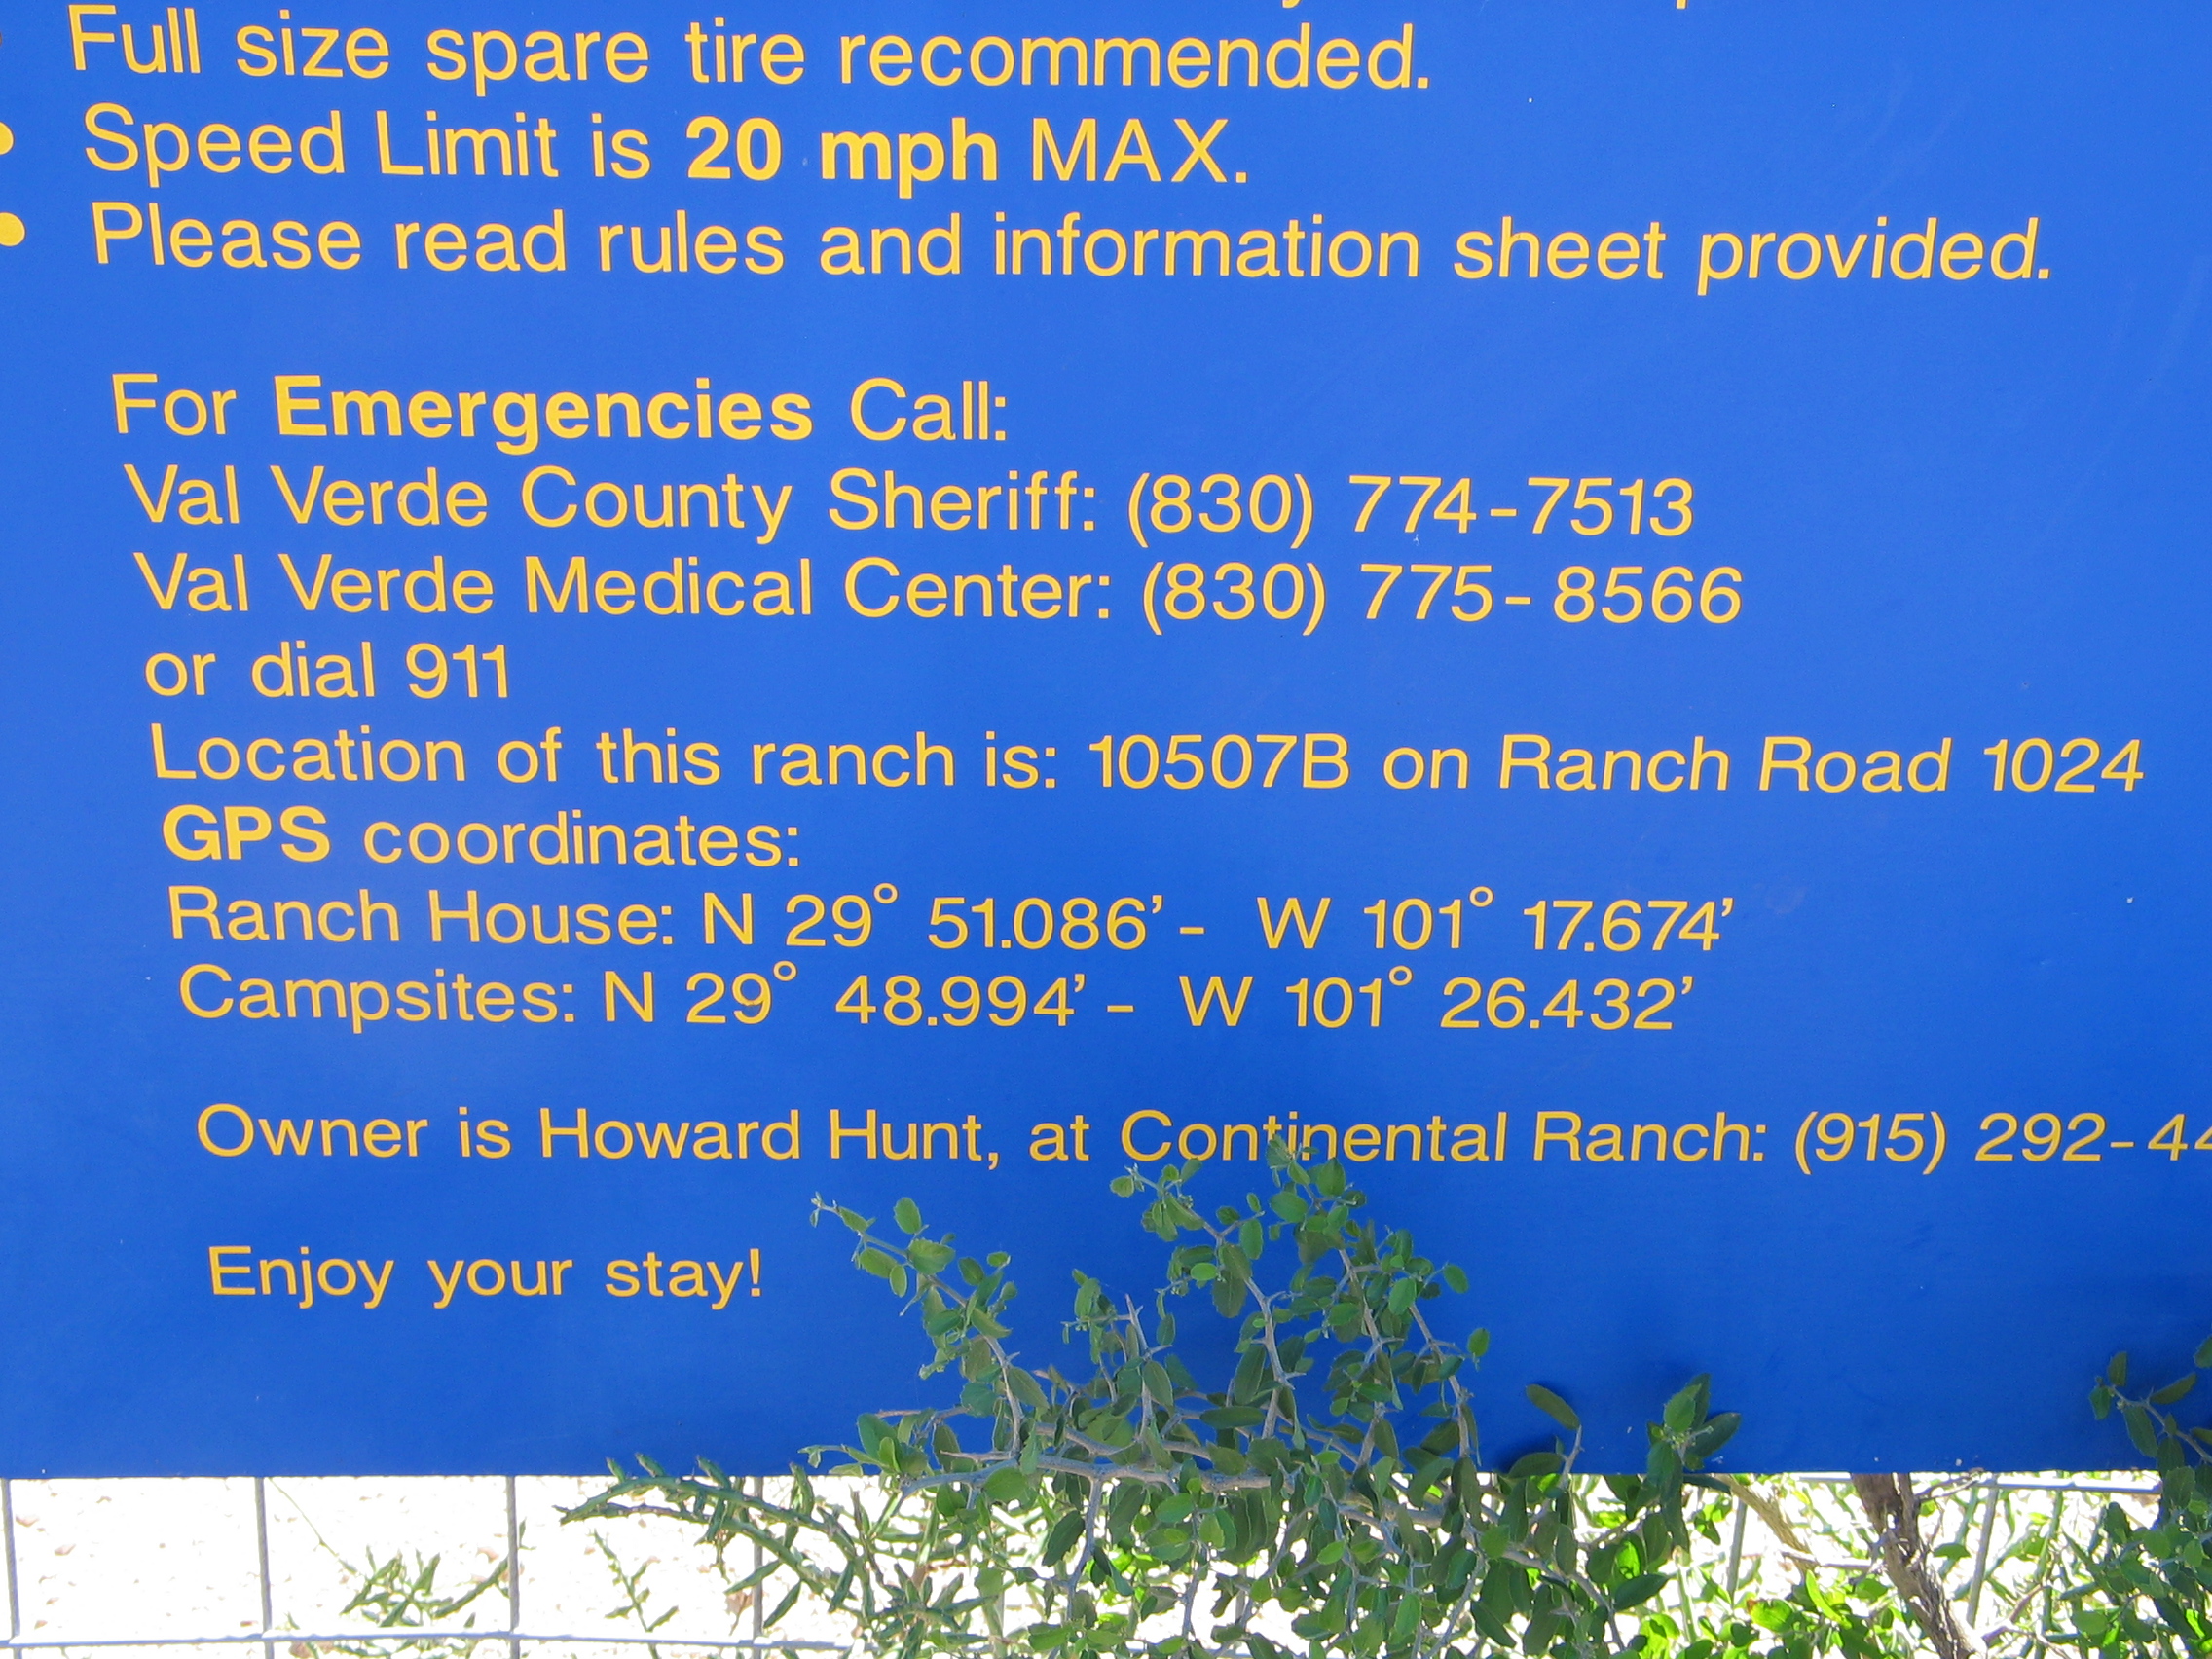 Full size spare tire recommended.
• Speed Limit is 20 mph MAX.
• Please read rules and information sheet provided.
For Emergencies Call:
Val Verde County Sheriff: (830) 774-7513
Val Verde Medical Center: (830) 775-8566
or dial 911
Location of this ranch is: 10507B on Ranch Road 1024
GPS coordinates:
Ranch House: N 29° 51.086' - W 101° 17.674'
Campsites: N 29° 48.994' - W 101° 26.432'
Owner is Howard Hunt, at Continental Ranch: (915) 292-44
Enjoy your stay!